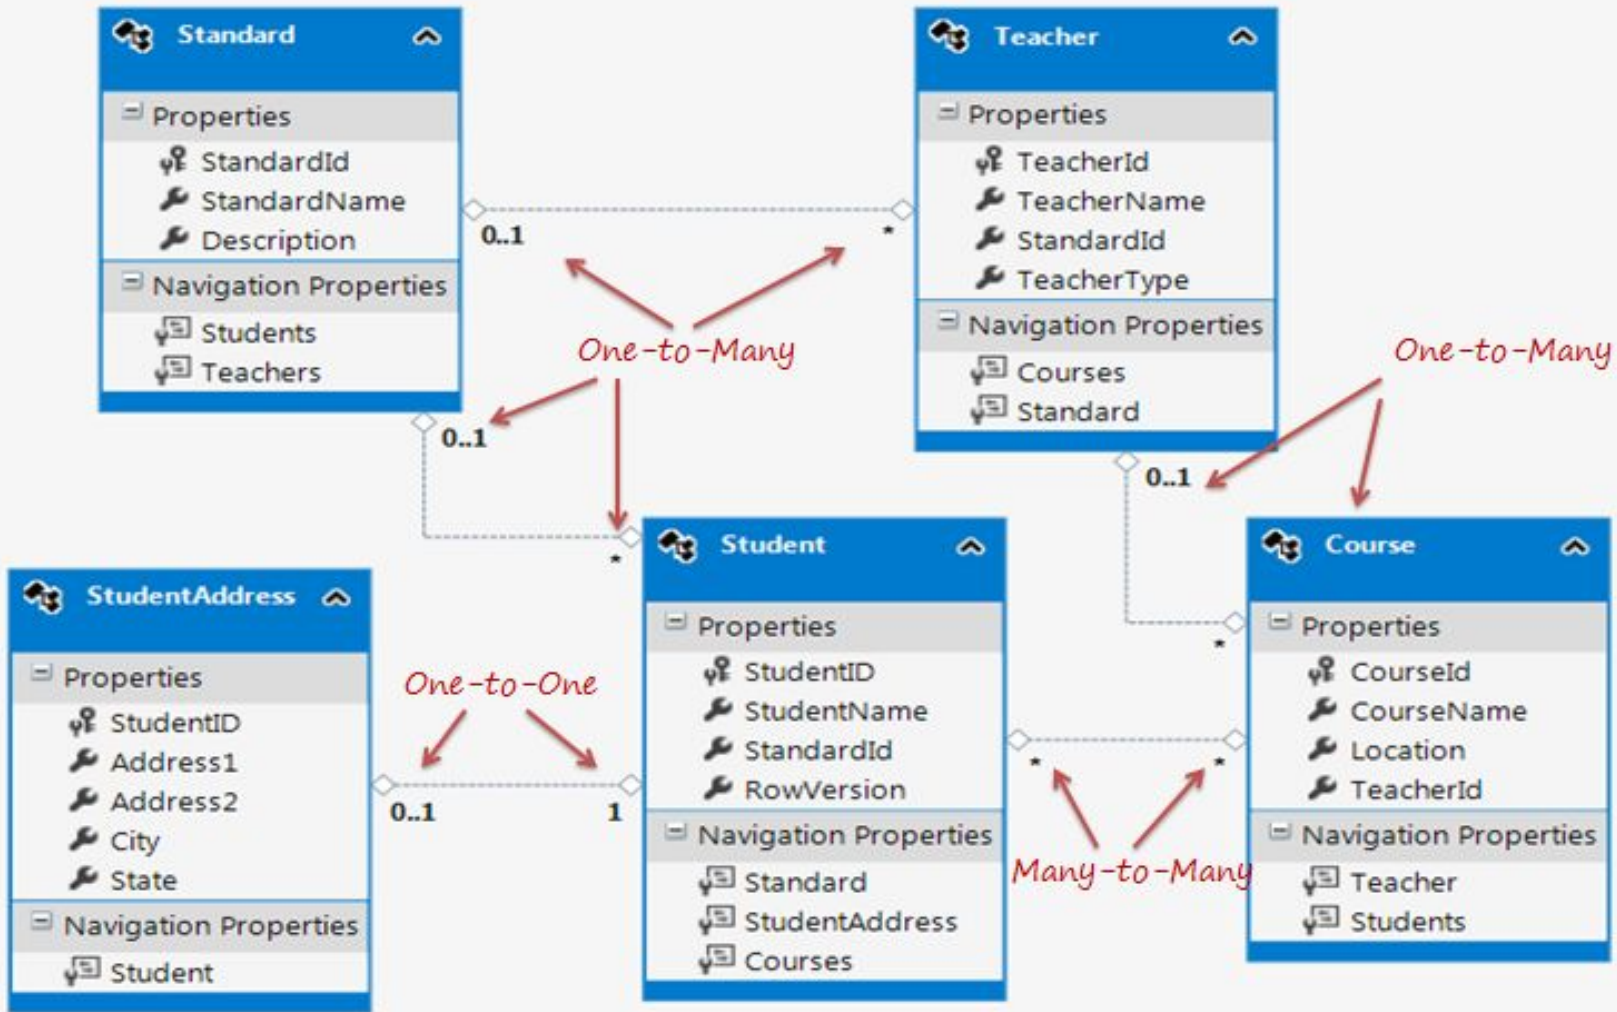 Standard
Properties
StandardId
StandardName
Description
Navigation Properties
Students
Teachers
Teacher
Properties
TeacherId
TeacherName
StandardId
TeacherType
Navigation Properties
Courses
Standard
0..1
*
One-to-Many
0..1
*
One-to-Many
0..1
*
StudentAddress
Properties
StudentID
Address1
Address2
City
State
Navigation Properties
Student
One-to-One
0..1
1
Student
Properties
StudentID
StudentName
StandardId
RowVersion
Navigation Properties
Standard
StudentAddress
Courses
*
*
Many-to-Many
Course
Properties
CourseId
CourseName
Location
TeacherId
Navigation Properties
Teacher
Students